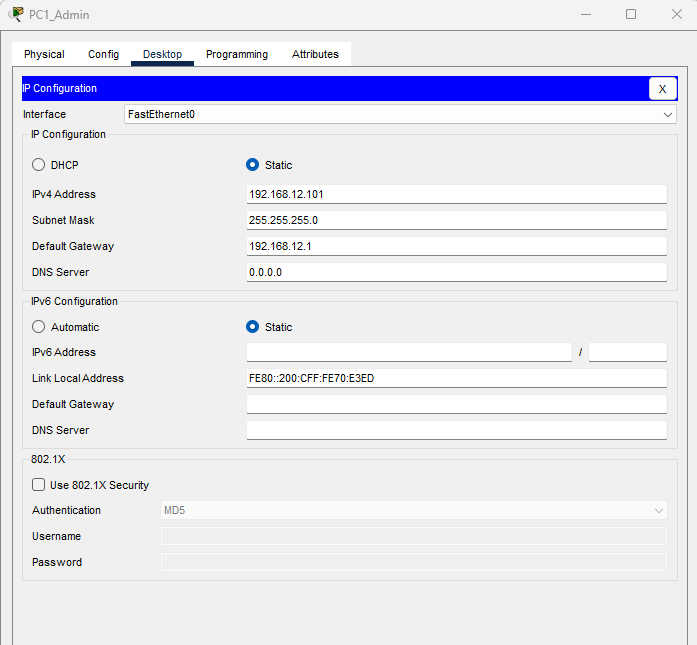 PC1_Admin
Physical Config Desktop Programming Attributes
IP Configuration X
Interface FastEthernet0
IP Configuration
DHCP Static
IPv4 Address 192.168.12.101
Subnet Mask 255.255.255.0
Default Gateway 192.168.12.1
DNS Server 0.0.0.0
IPv6 Configuration
Automatic Static
IPv6 Address /
Link Local Address FE80::200:CFF:FE70:E3ED
Default Gateway
DNS Server
802.1X
Use 802.1X Security
Authentication MD5
Username
Password